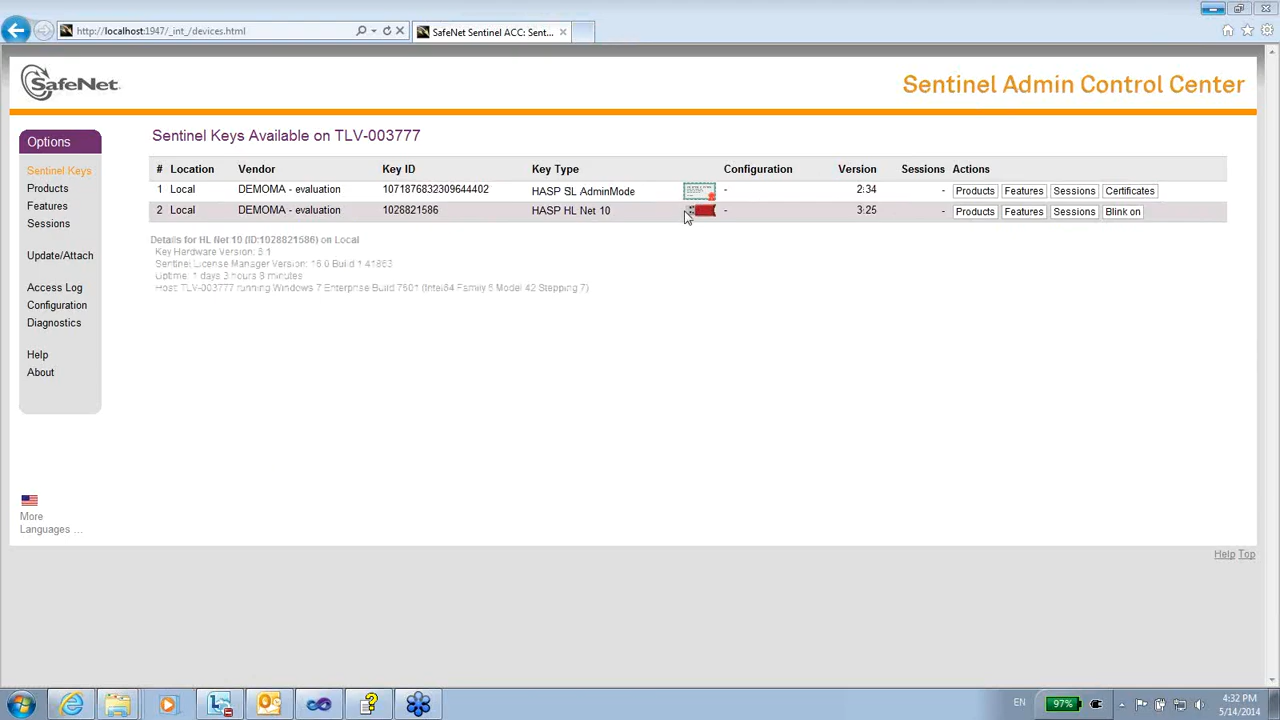 http://localhost:1947/_int_/devices.html
SafeNet Sentinel ACC: Sent...
SafeNet
Sentinel Admin Control Center
Options
Sentinel Keys
Products
Features
Sessions
Update/Attach
Access Log
Configuration
Diagnostics
Help
About
More
Languages ...
Sentinel Keys Available on TLV-003777
# Location Vendor Key ID Key Type Configuration Version Sessions Actions
1 Local DEMOMA - evaluation HASP SL AdminMode - 2.34 - Products Features Sessions Certificates
2 Local DEMOMA - evaluation 1028821586 HASP HL Net 10 - 3.25 - Products Features Sessions Blink on
Details for HL Net 10 (ID:1028821586) on Local
Key Hardware Version:
Sentinel License Manager Version: 16.0 Build 1.41863
Uptime: 1 days 3 hours 8 minutes
Host: TLV-003777 running Windows 7 Enterprise Build 7601 (Intel64 Family 6 Model 42 Stepping 7)
Help Top
EN
97%
4:32 PM
5/14/2014